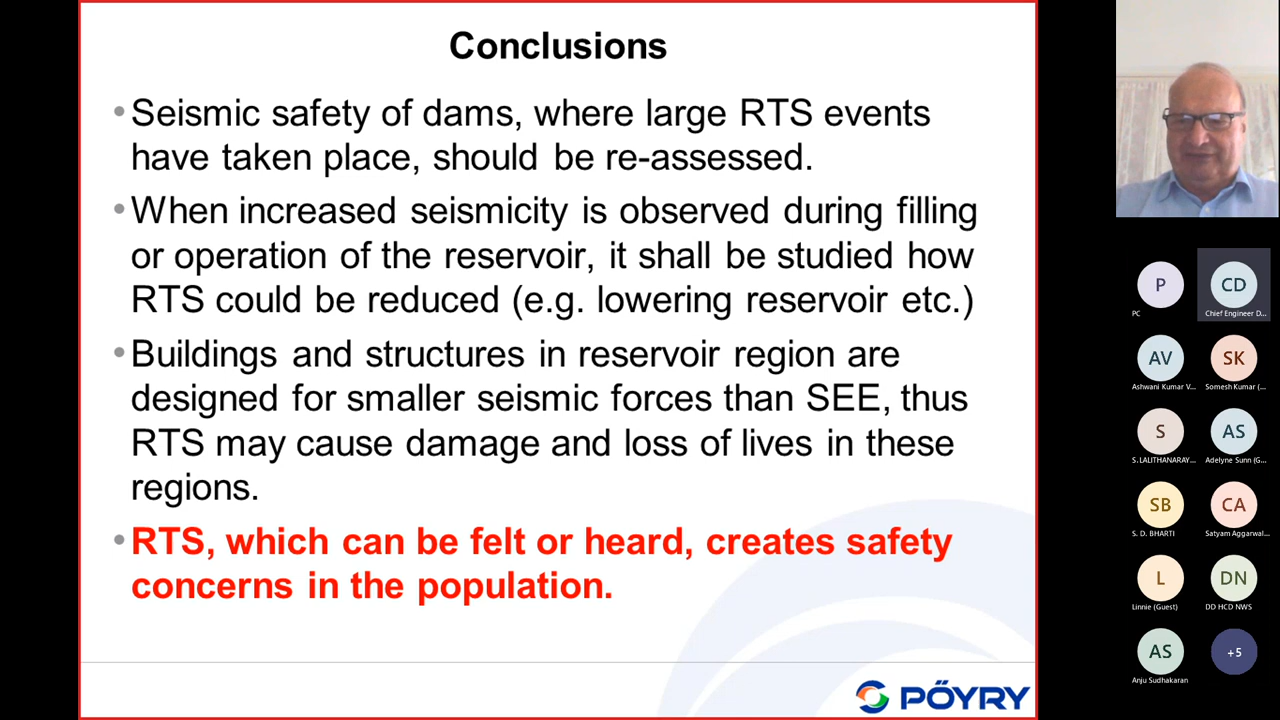 Conclusions
•Seismic safety of dams, where large RTS events
have taken place, should be re-assessed.
•When increased seismicity is observed during filling
or operation of the reservoir, it shall be studied how
RTS could be reduced (e.g. lowering reservoir etc.)
•Buildings and structures in reservoir region are
designed for smaller seismic forces than SEE, thus
RTS may cause damage and loss of lives in these
regions.
•RTS, which can be felt or heard, creates safety
concerns in the population.
PÖYRY
P
CD
PC
Chief Engineer D...
AV
SK
Ashwani Kumar V...
Somesh Kumar (...
S
AS
S. LALITHANARAY...
Adelyne Sunn (G...
SB
CA
S. D. BHARTI
Satyam Aggarwal...
L
DN
Linnie (Guest)
DD HCD NWS
AS
+5
Anju Sudhakaran